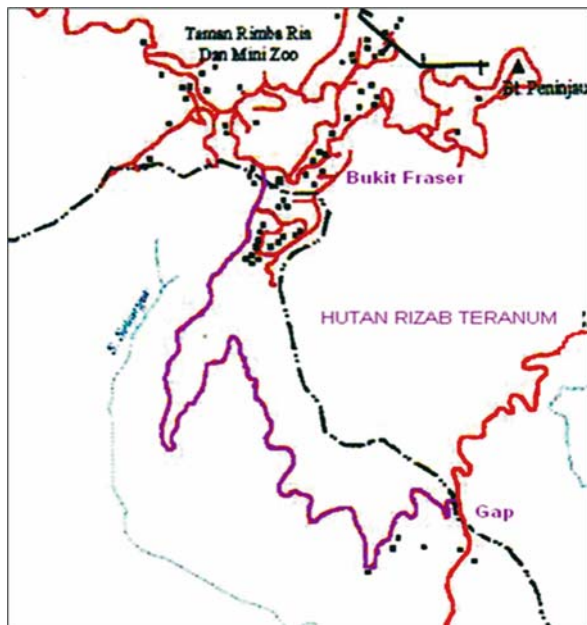 Taman Rimba Ria
Dan Mini Zoo
Bt. Peninjau
Bukit Fraser
HUTAN RIZAB TERANUM
Gap